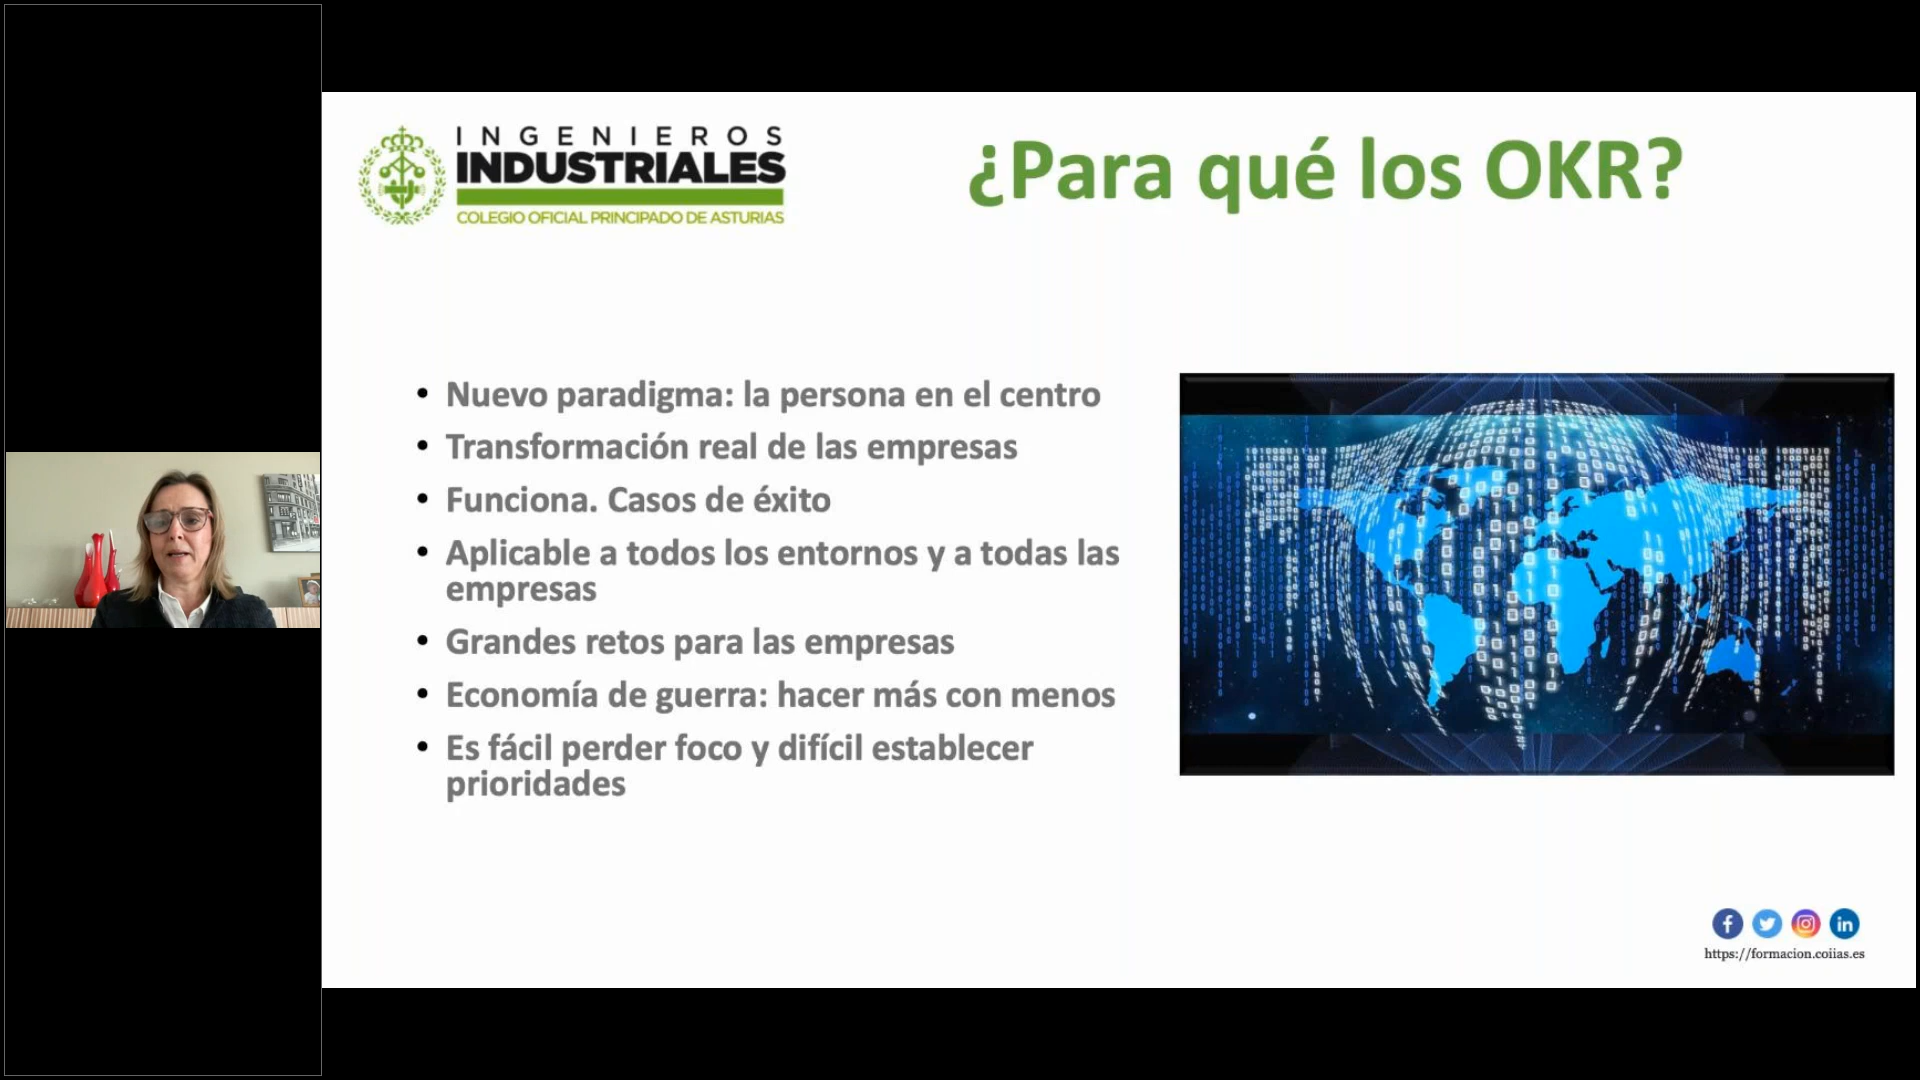 INGENIEROS
INDUSTRIALES
COLEGIO OFICIAL PRINCIPADO DE ASTURIAS
¿Para qué los OKR?
• Nuevo paradigma: la persona en el centro
• Transformación real de las empresas
• Funciona. Casos de éxito
• Aplicable a todos los entornos y a todas las
empresas
• Grandes retos para las empresas
• Economía de guerra: hacer más con menos
• Es fácil perder foco y difícil establecer
prioridades
https://formacion.coiias.es